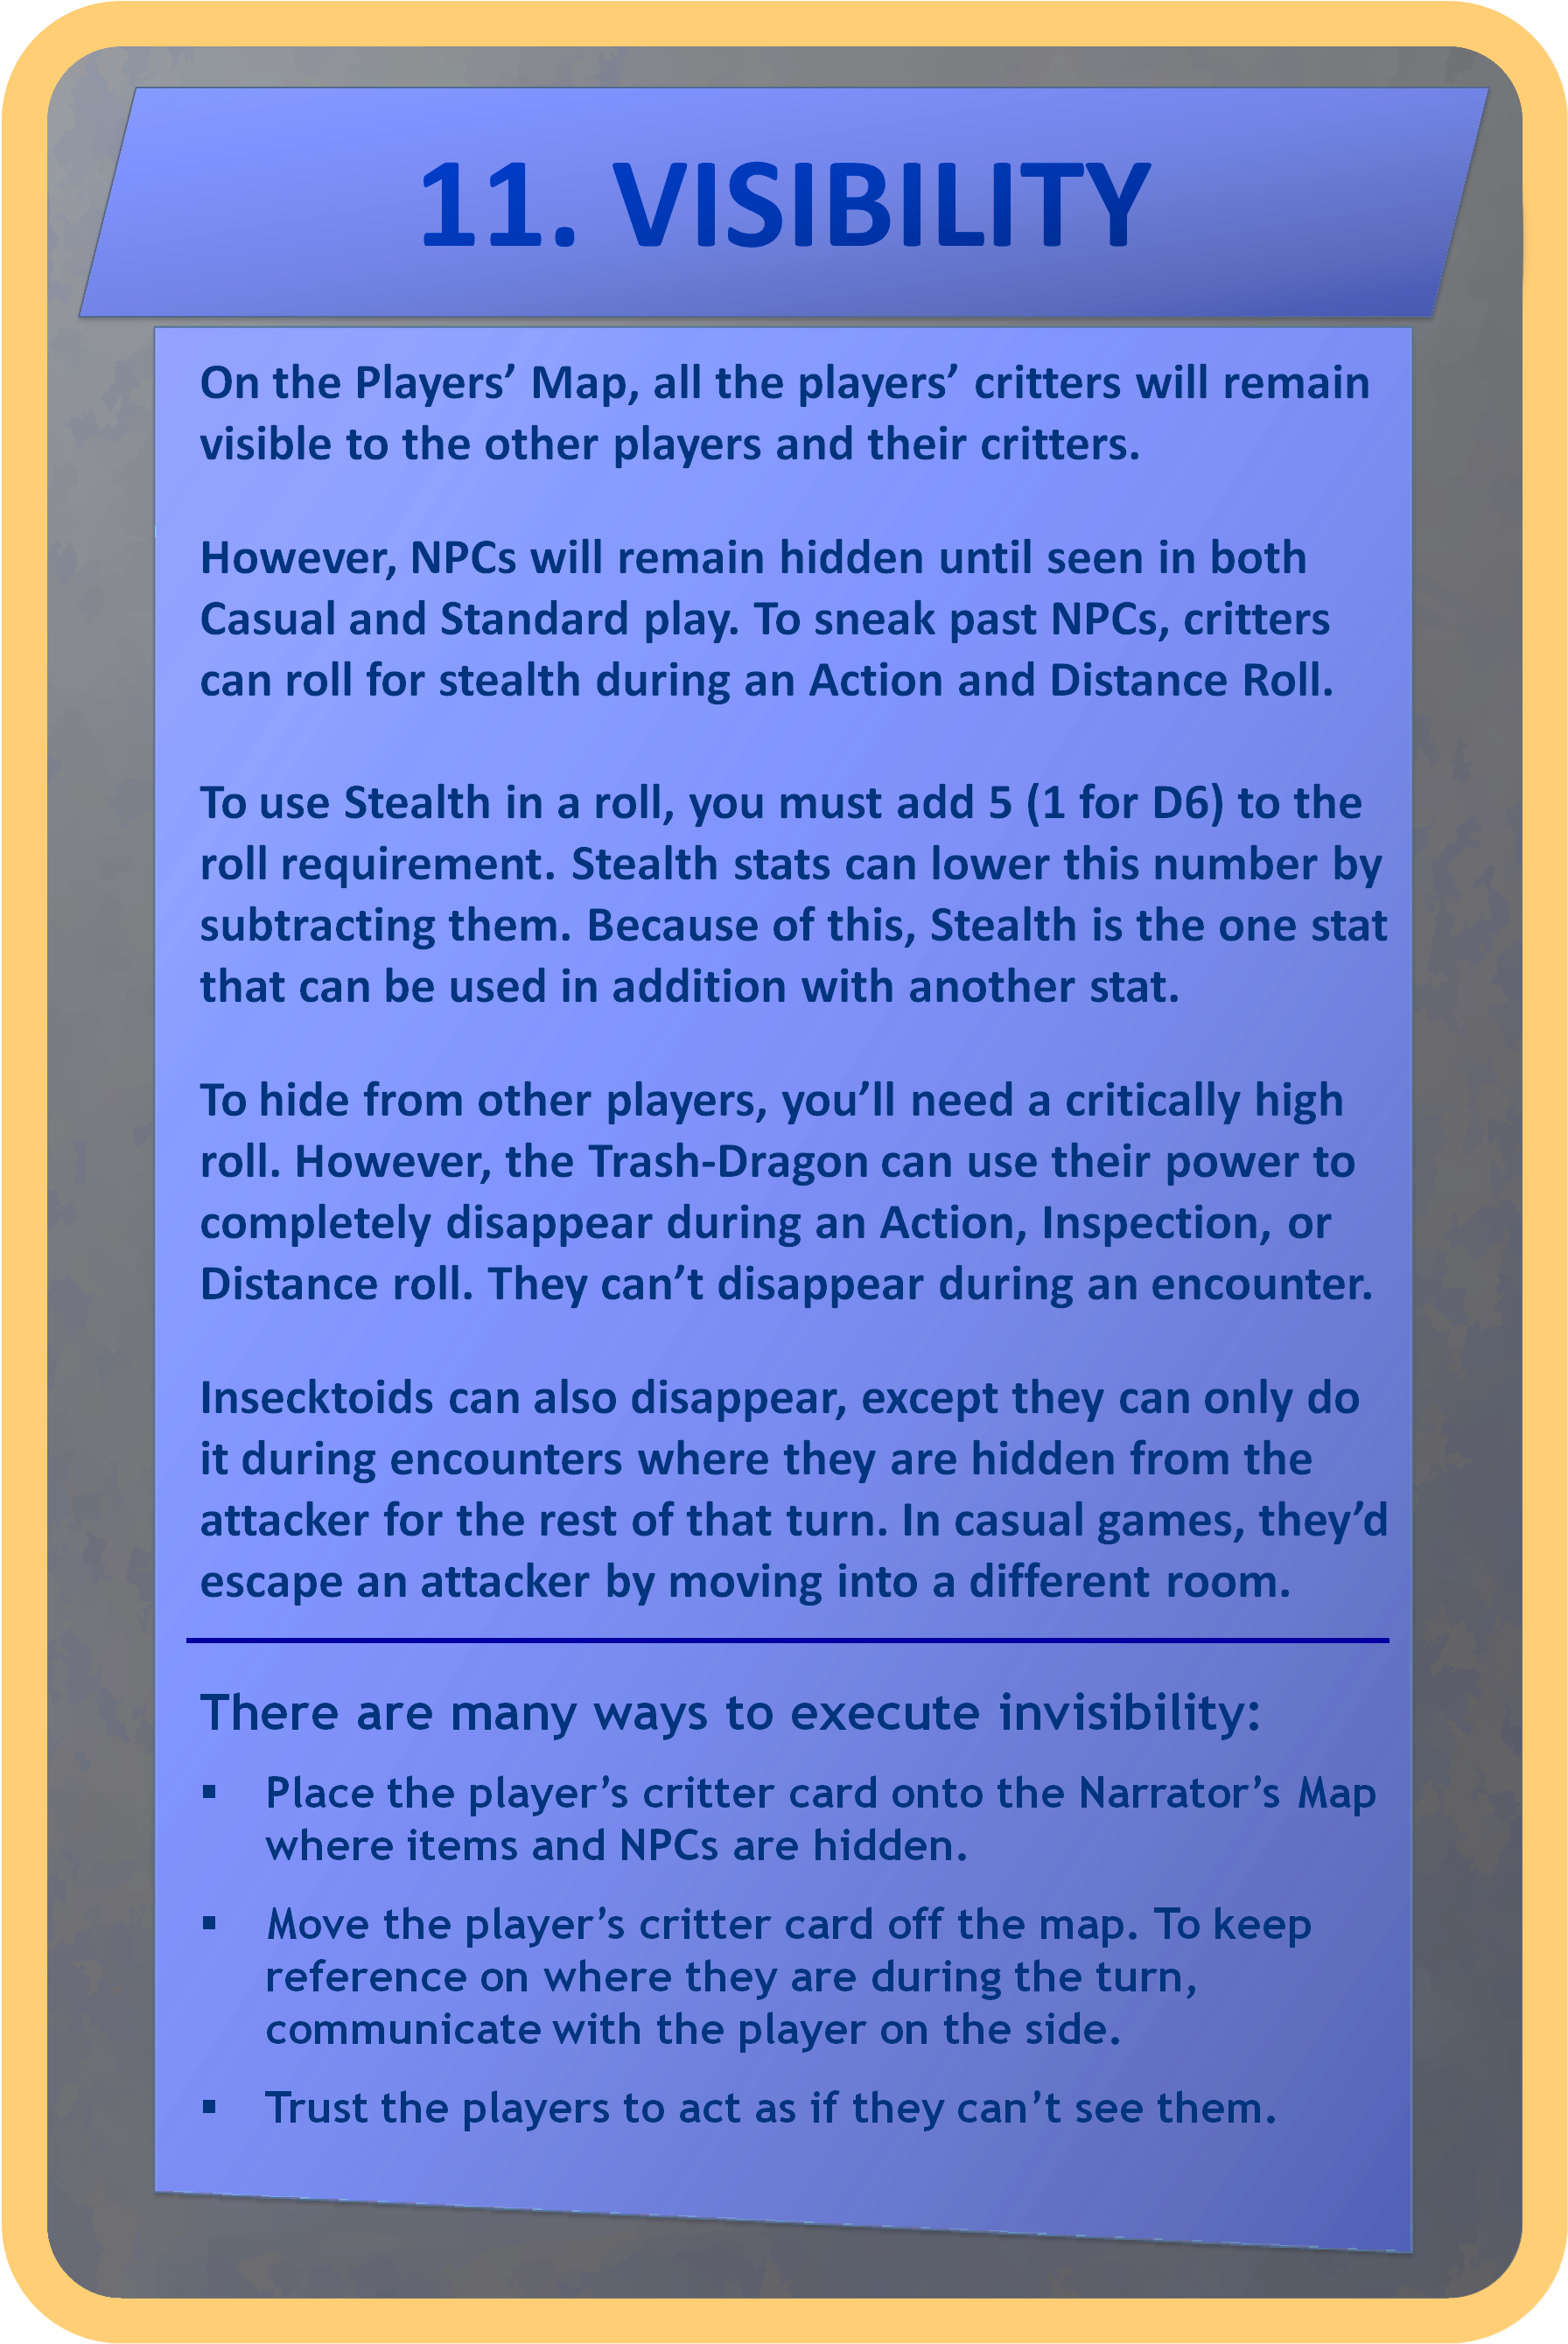 11. VISIBILITY
On the Players’ Map, all the players’ critters will remain
visible to the other players and their critters.
However, NPCs will remain hidden until seen in both
Casual and Standard play. To sneak past NPCs, critters
can roll for stealth during an Action and Distance Roll.
To use Stealth in a roll, you must add 5 (1 for D6) to the
roll requirement. Stealth stats can lower this number by
subtracting them. Because of this, Stealth is the one stat
that can be used in addition with another stat.
To hide from other players, you’ll need a critically high
roll. However, the Trash-Dragon can use their power to
completely disappear during an Action, Inspection, or
Distance roll. They can’t disappear during an encounter.
Insecktoids can also disappear, except they can only do
it during encounters where they are hidden from the
attacker for the rest of that turn. In casual games, they’d
escape an attacker by moving into a different room.
There are many ways to execute invisibility:
▪ Place the player’s critter card onto the Narrator’s Map
where items and NPCs are hidden.
▪ Move the player’s critter card off the map. To keep
reference on where they are during the turn,
communicate with the player on the side.
▪ Trust the players to act as if they can’t see them.